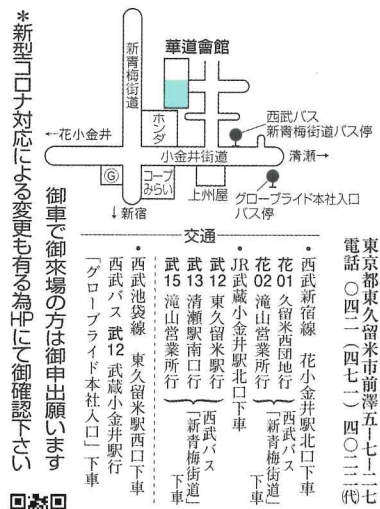 華道會館
新青梅街道
ホンダ
西武バス
新青梅街道バス停
←花小金井
小金井街道
清瀬→
G
コープ
みらい
上州屋
グローブライド本社入口
バス停
↓新宿
東京都東久留米市前澤五-七-二七
電話 〇四二(四七一)四〇二二(代)
交通
・西武新宿線 花小金井駅北口下車
花01 久留米西団地行
花02 滝山営業所行
西武バス
「新青梅街道」
下車
・JR武蔵小金井駅北口下車
武12 東久留米駅行
武13 清瀬駅南口行
武15 滝山営業所行
西武バス
「新青梅街道」
下車
・西武池袋線 東久留米駅西口下車
西武バス 武12 武蔵小金井駅行
「グローブライド本社入口」下車
御車で御來場の方は御申出願います
*新型コロナ対応による変更も有る為HPにて御確認下さい